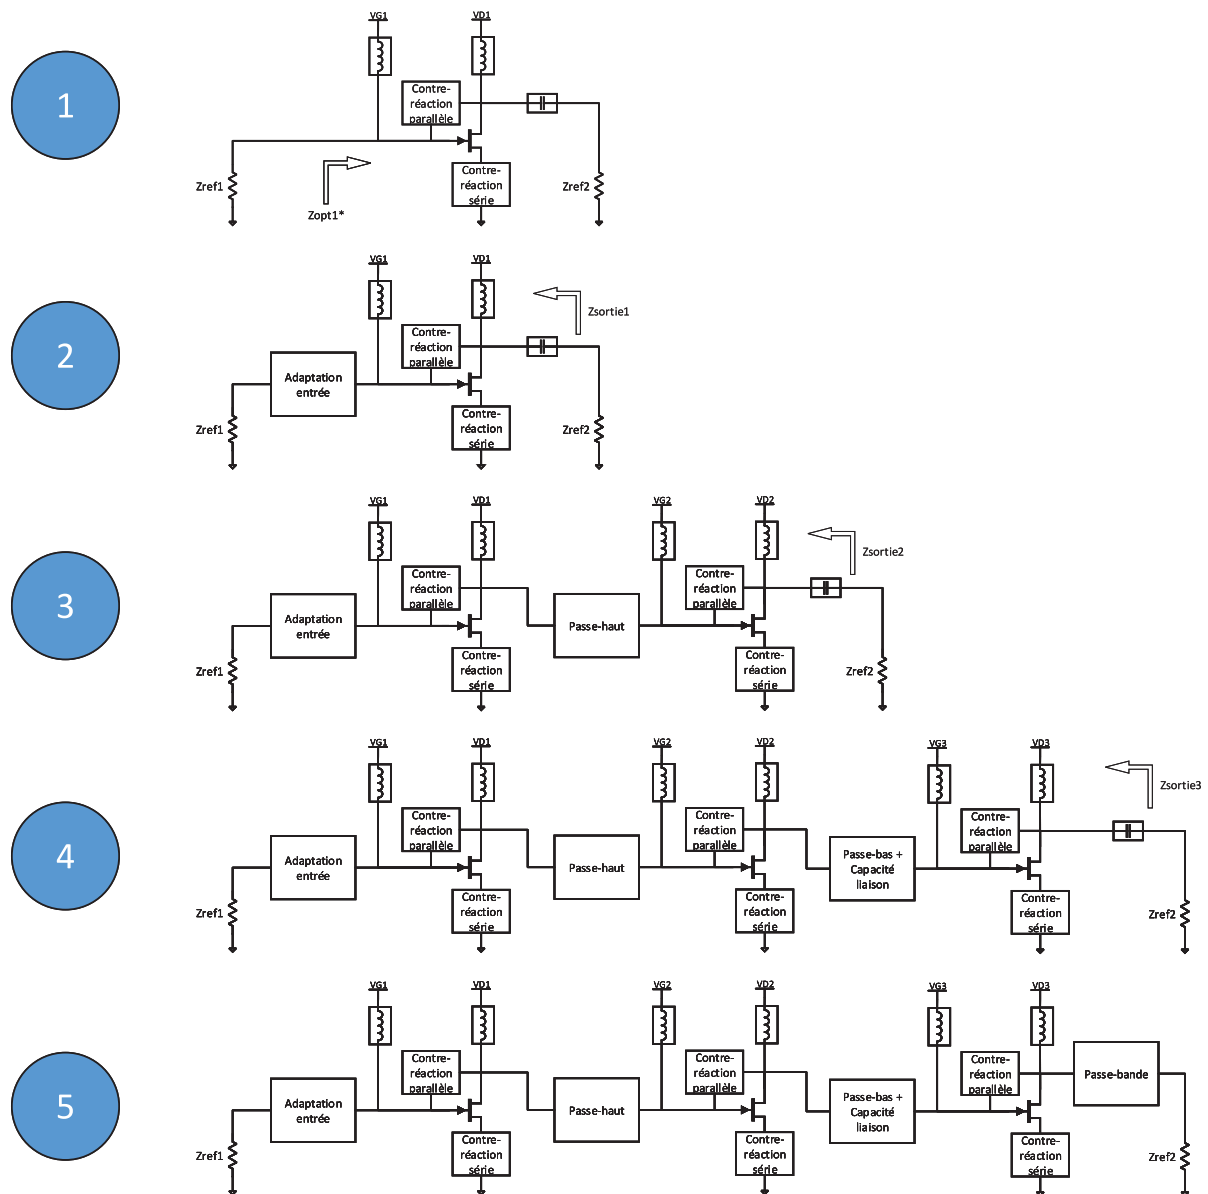 1
VG1
VD1
Contre-
réaction
parallèle
Zref1
Zopt1*
Contre-
réaction
série
Zref2
2
VG1
VD1
Zsortie1
Contre-
réaction
parallèle
Adaptation
entrée
Zref1
Contre-
réaction
série
Zref2
3
VG1
VD1
VG2
VD2
Zsortie2
Contre-
réaction
parallèle
Contre-
réaction
parallèle
Adaptation
entrée
Passe-haut
Zref1
Contre-
réaction
série
Contre-
réaction
série
Zref2
4
VG1
VD1
VG2
VD2
VG3
VD3
Zsortie3
Contre-
réaction
parallèle
Contre-
réaction
parallèle
Contre-
réaction
parallèle
Adaptation
entrée
Passe-haut
Passe-bas +
Capacité
liaison
Zref1
Contre-
réaction
série
Contre-
réaction
série
Contre-
réaction
série
Zref2
5
VG1
VD1
VG2
VD2
VG3
VD3
Contre-
réaction
parallèle
Contre-
réaction
parallèle
Contre-
réaction
parallèle
Passe-bande
Adaptation
entrée
Passe-haut
Passe-bas +
Capacité
liaison
Zref1
Contre-
réaction
série
Contre-
réaction
série
Contre-
réaction
série
Zref2